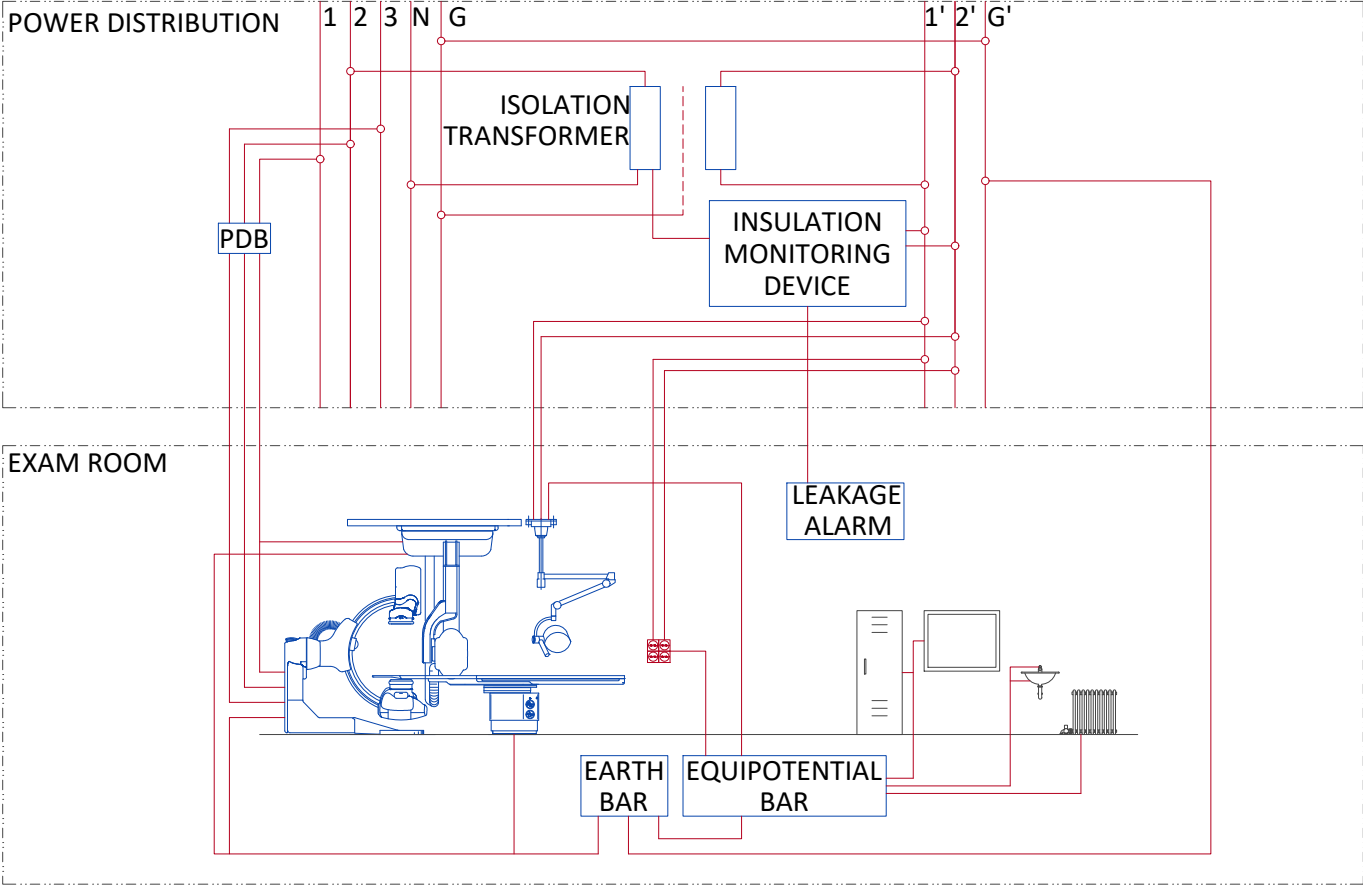 POWER DISTRIBUTION
1 2 3 N G
1' 2' G'
ISOLATION
TRANSFORMER
PDB
INSULATION
MONITORING
DEVICE
EXAM ROOM
LEAKAGE
ALARM
EARTH
BAR
EQUIPOTENTIAL
BAR